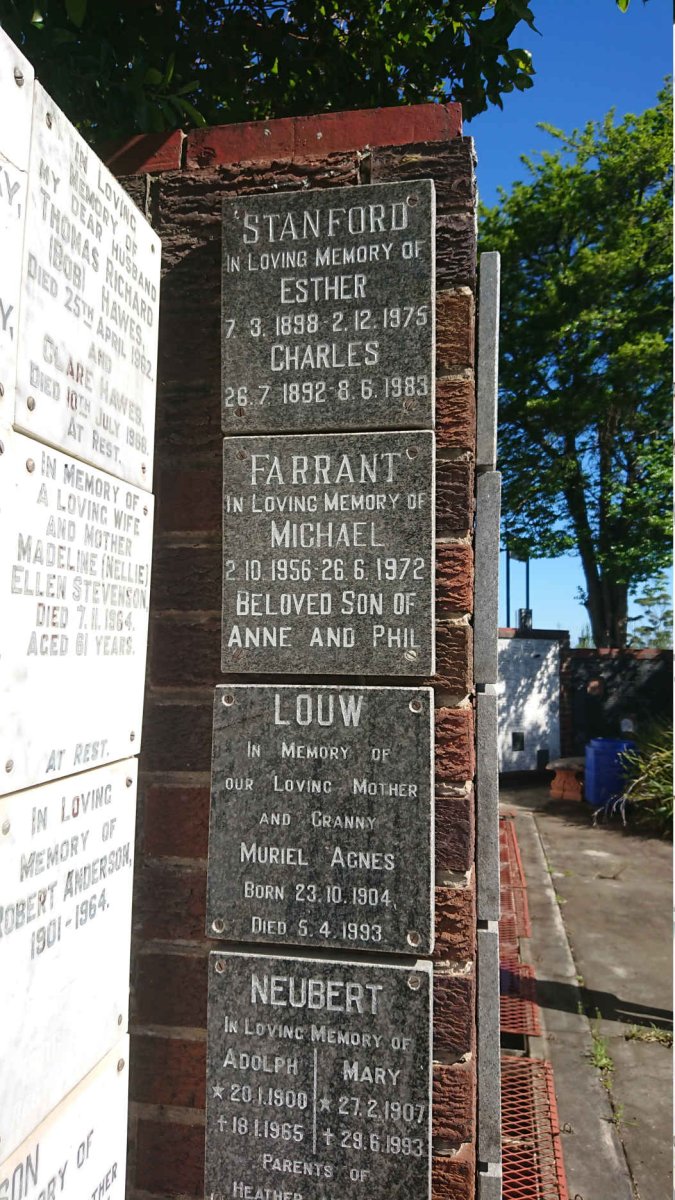 IN LOVING
MEMORY OF
MY DEAR HUSBAND
THOMAS RICHARD
(BOB) HAWES.
DIED 25TH APRIL 1962.
AND
CLARE HAWES
DIED 10TH JULY 1968.
AT REST.
IN MEMORY OF
A LOVING WIFE
AND MOTHER
MADELINE (NELLIE)
ELLEN STEVENSON.
DIED 7.11.1964.
AGED 61 YEARS.
AT REST.
IN LOVING
MEMORY OF
ROBERT ANDERSON.
1901-1964.
OF
THER
STANFORD
IN LOVING MEMORY OF
ESTHER
7. 3. 1898 - 2. 12. 1975
CHARLES
26. 7 1892 - 8. 6. 1983
FARRANT
IN LOVING MEMORY OF
MICHAEL
2. 10. 1956 - 26. 6. 1972
BELOVED SON OF
ANNE AND PHIL
LOUW
IN MEMORY OF
OUR LOVING MOTHER
AND GRANNY
MURIEL AGNES
BORN 23.10.1904
DIED 5.4.1993
NEUBERT
IN LOVING MEMORY OF
ADOLPH MARY
★ 20.1.1900 ★ 27.2.1907
✝ 18.1.1965 ✝ 29.6.1993
PARENTS OF
HEATHER